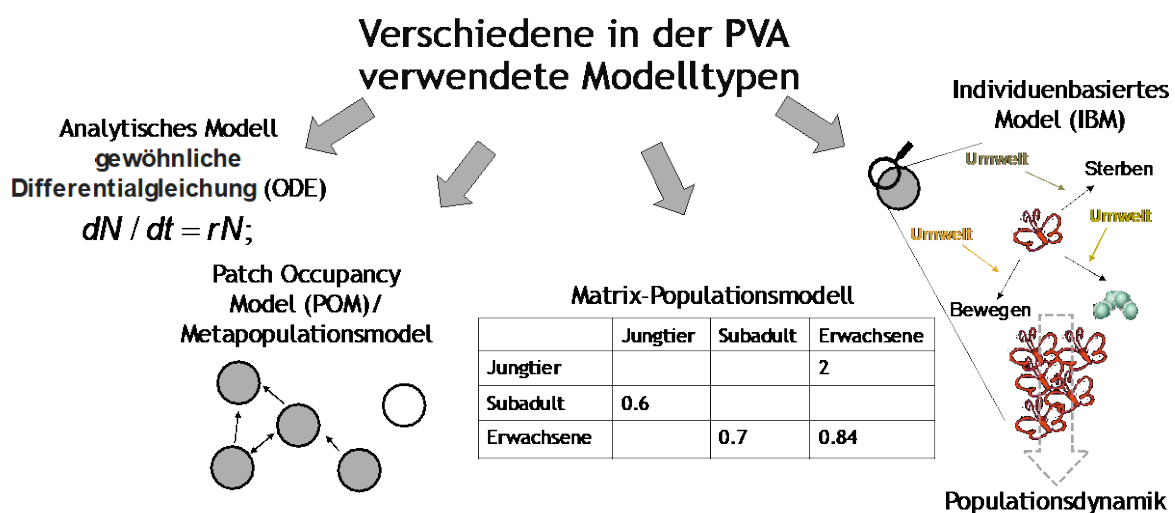 Verschiedene in der PVA
verwendete Modelltypen
Analytisches Modell
gewöhnliche
Differentialgleichung (ODE)
dN / dt = rN;
Patch Occupancy
Model (POM)/
Metapopulationsmodel
Matrix-Populationsmodell
Jungtier Subadult Erwachsene
Jungtier 2
Subadult 0.6
Erwachsene 0.7 0.84
Individuenbasiertes
Model (IBM)
Umwelt
Sterben
Umwelt
Umwelt
Bewegen
Populationsdynamik